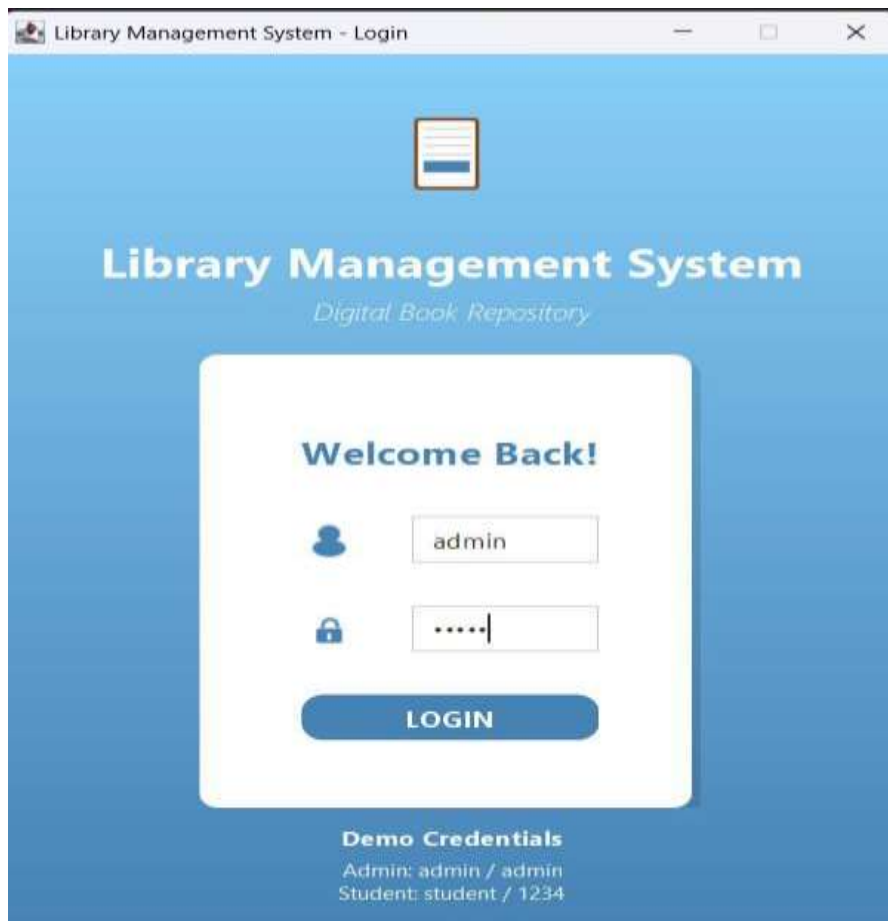 Library Management System - Login
Library Management System
Digital Book Repository
Welcome Back!
admin
•••••
LOGIN
Demo Credentials
Admin: admin / admin
Student: student / 1234